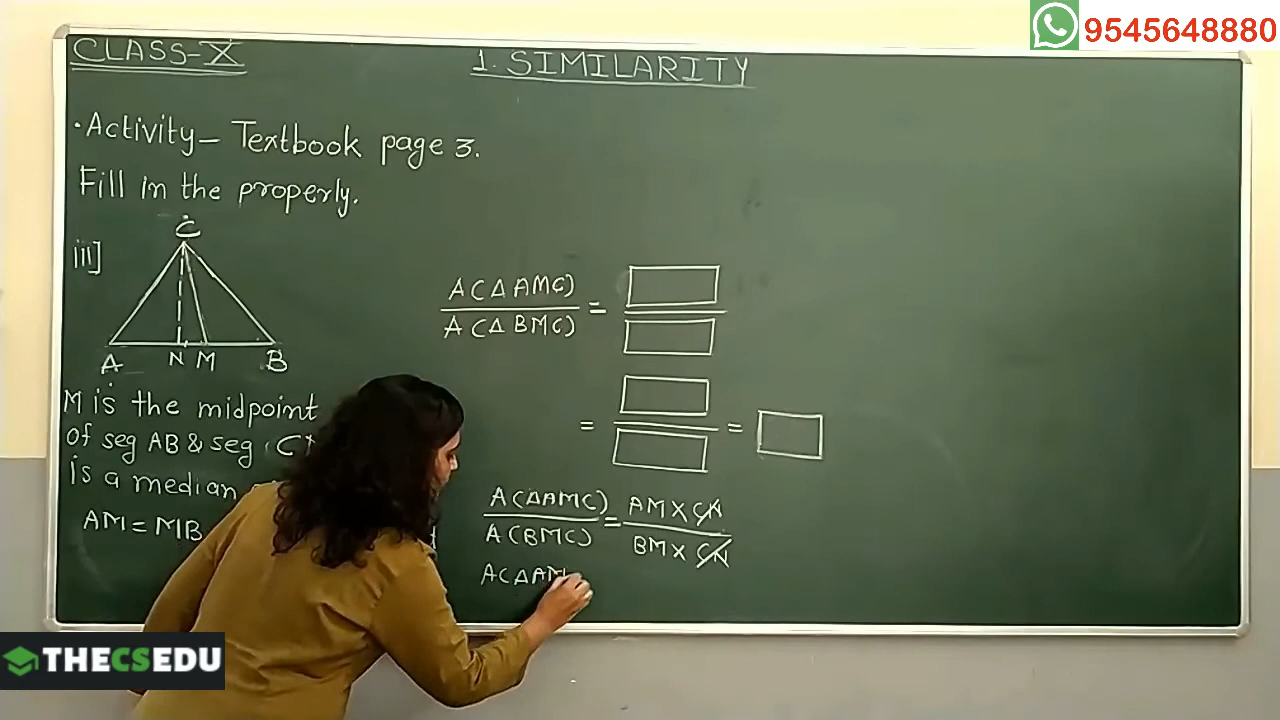 9545648880
CLASS-X
1. SIMILARITY
• Activity – Textbook page 3.
Fill in the properly.
iii]
C
A N M B
M is the midpoint
of seg AB & seg
is a median
AM = MB
A(△AMC)
A(△BMC)
=
= =
A(△AMC) = AM × CN
A(BMC) BM × CN
A(△AM
THECSEDU